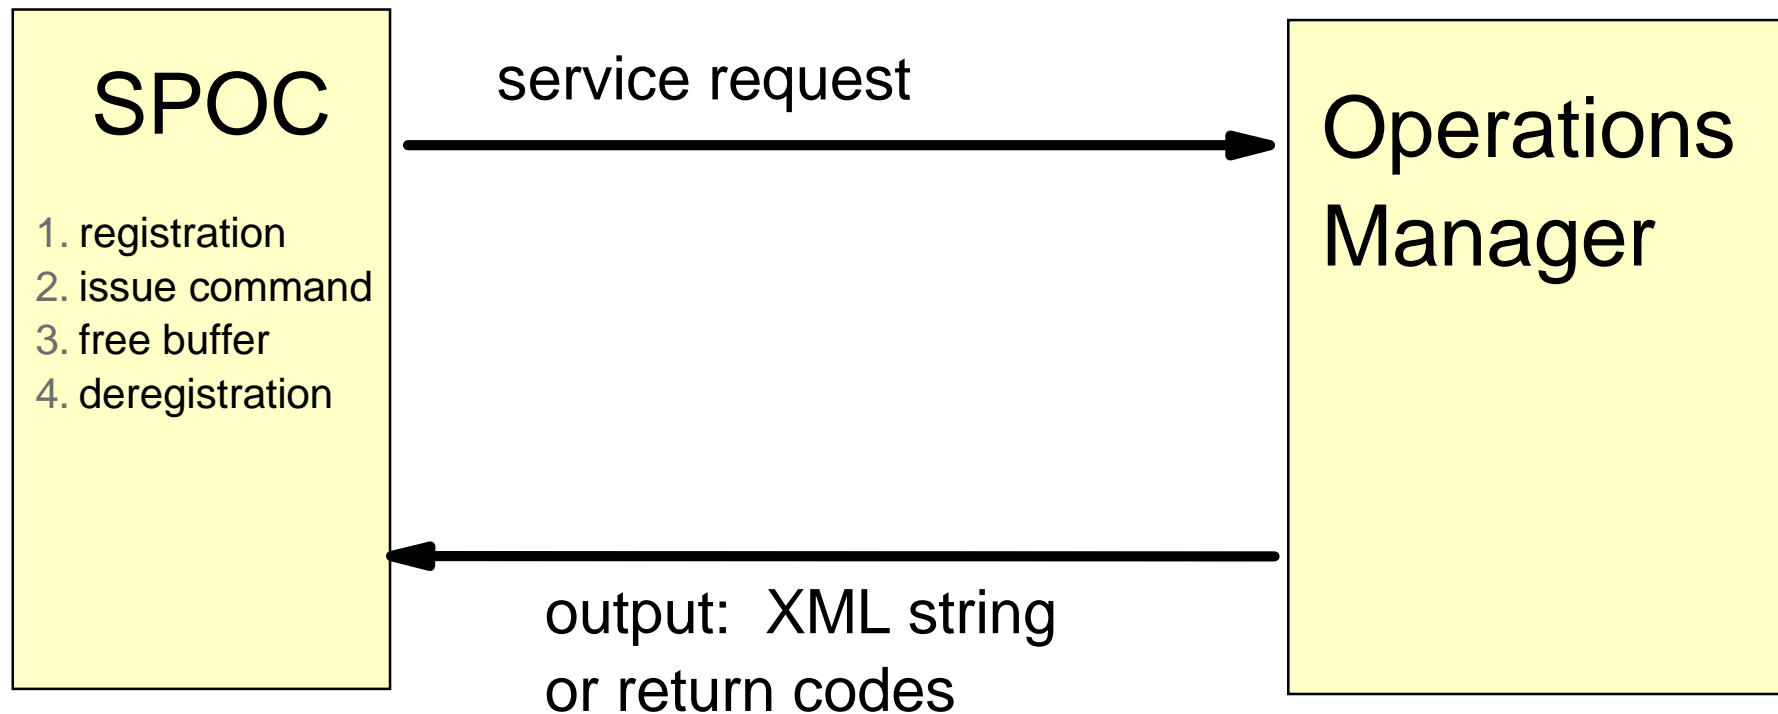 SPOC
1. registration
2. issue command
3. free buffer
4. deregistration
service request
output: XML string
or return codes
Operations
Manager